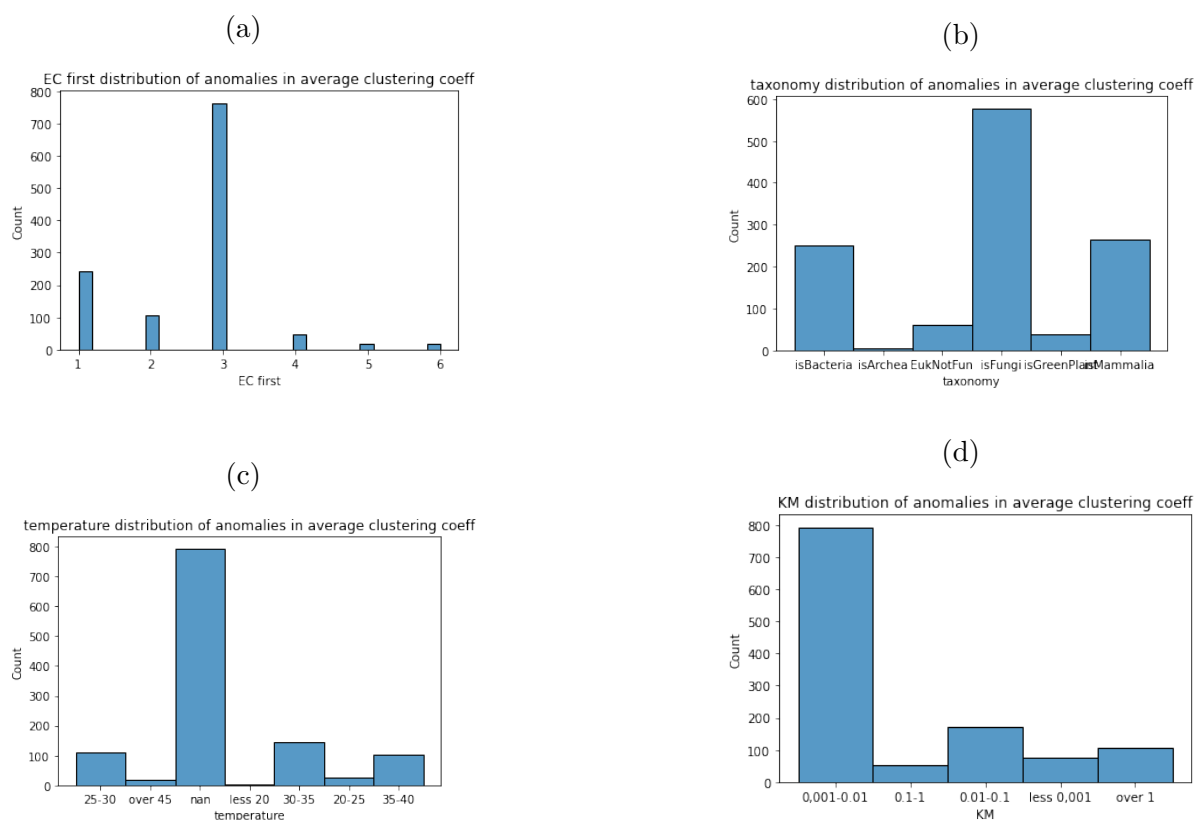 (a)
EC first distribution of anomalies in average clustering coeff
800
700
600
500
400
300
200
100
0
Count
1 2 3 4 5 6
EC first
(b)
taxonomy distribution of anomalies in average clustering coeff
600
500
400
300
200
100
0
Count
isBacteria isArchea EukNotFun isFungi isGreenPlant isMammalia
taxonomy
(c)
temperature distribution of anomalies in average clustering coeff
800
700
600
500
400
300
200
100
0
Count
25-30 over 45 nan less 20 30-35 20-25 35-40
temperature
(d)
KM distribution of anomalies in average clustering coeff
800
700
600
500
400
300
200
100
0
Count
0,001-0.01 0.1-1 0.01-0.1 less 0,001 over 1
KM